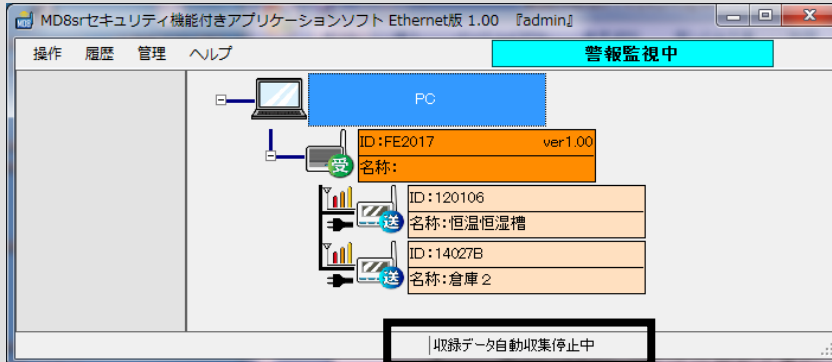 MD8srセキュリティ機能付きアプリケーションソフト Ethernet版 1.00 『admin』
操作 履歴 管理 ヘルプ
警報監視中
PC
ID:FE2017 ver1.00
受 名称:
ID:120106
送 名称:恒温恒湿槽
ID:14027B
送 名称:倉庫2
収録データ自動収集停止中